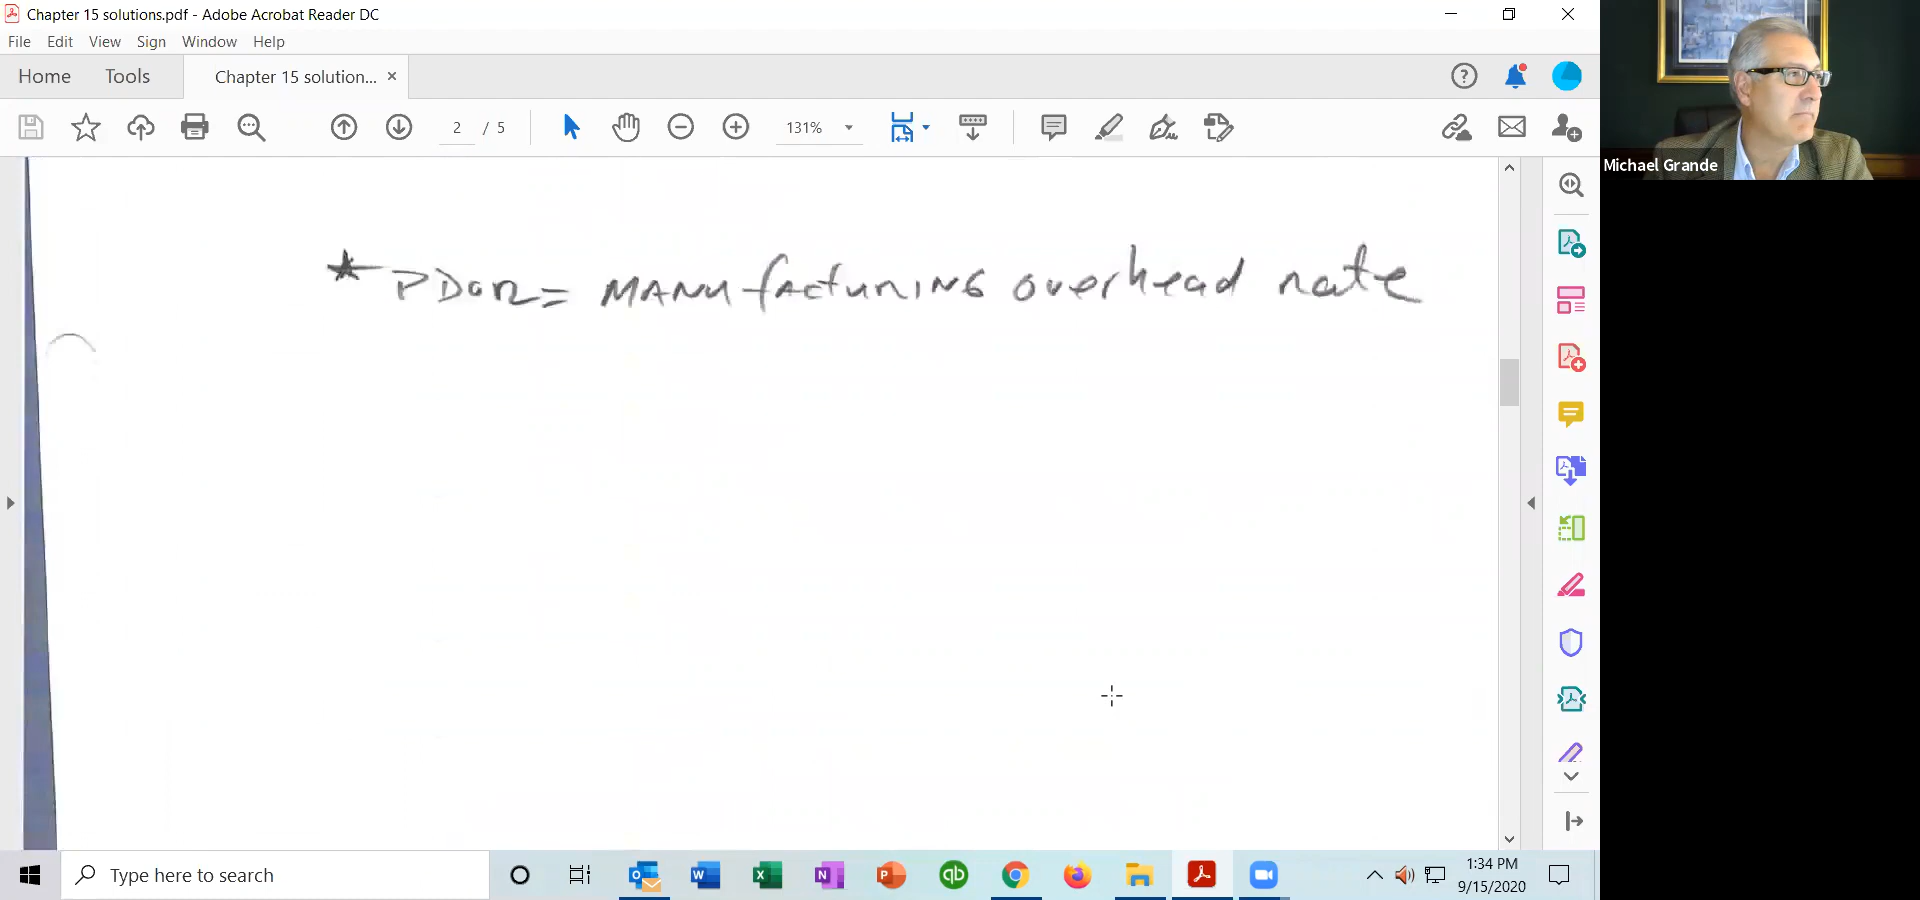 Chapter 15 solutions.pdf - Adobe Acrobat Reader DC
File Edit View Sign Window Help
Home Tools Chapter 15 solution... ×
2 / 5 131%
Michael Grande
* PDOR = MANUfACTURING overhead rate
Type here to search
1:34 PM
9/15/2020